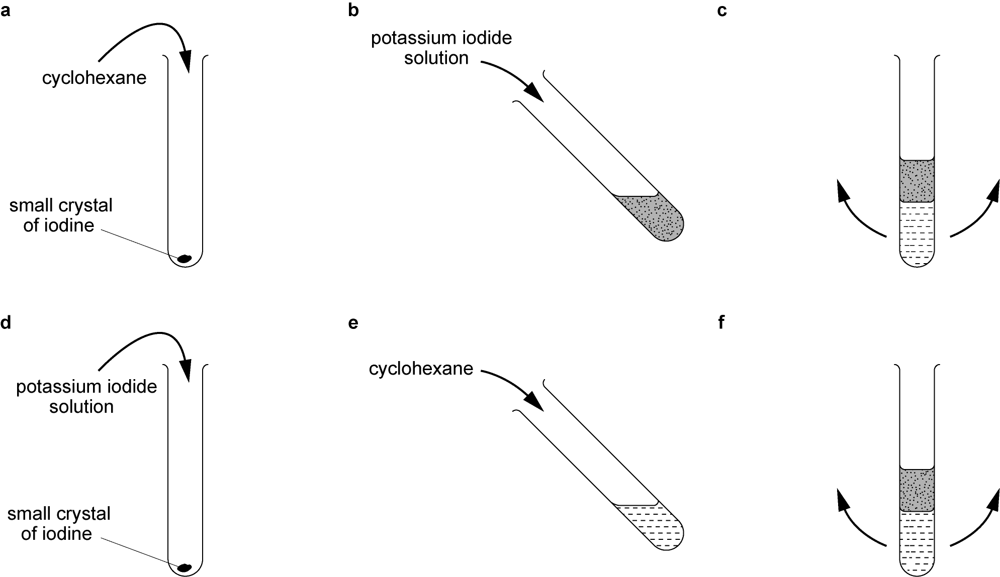 a
cyclohexane
small crystal
of iodine
b
potassium iodide
solution
c
d
potassium iodide
solution
small crystal
of iodine
e
cyclohexane
f